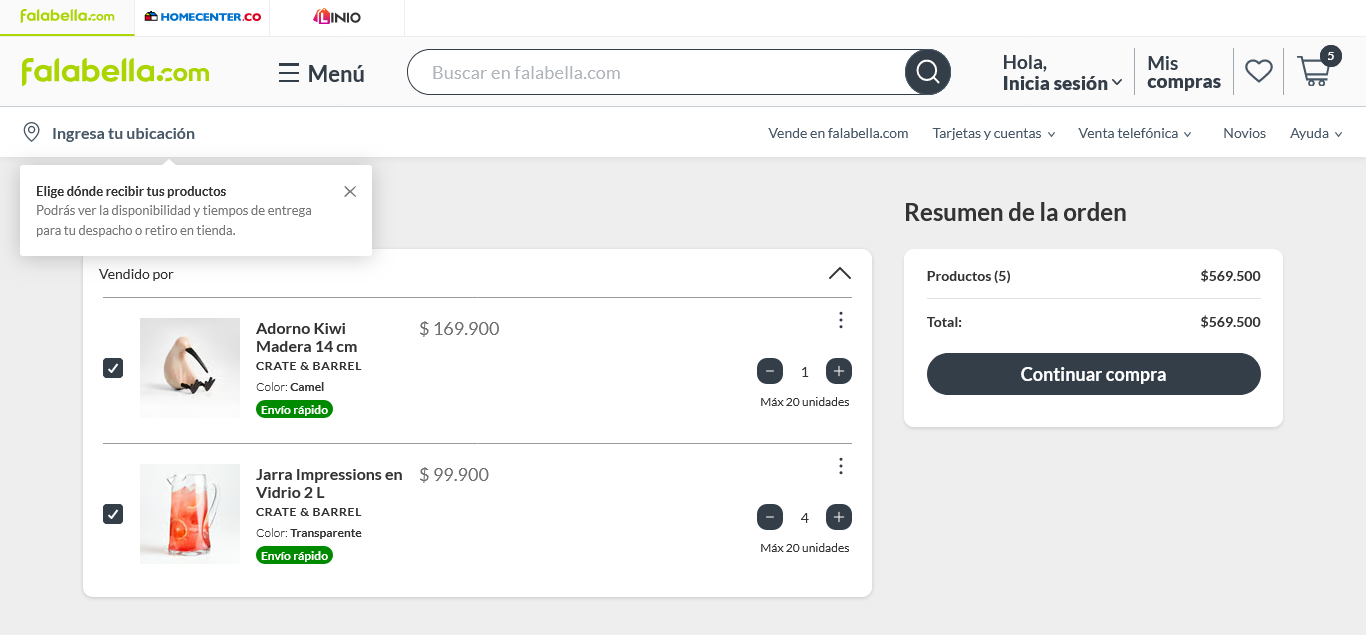 falabella.com
HOMECENTER.CO
LINIO
falabella.com
Menú
Buscar en falabella.com
Hola,
Inicia sesión
Mis
compras
5
Ingresa tu ubicación
Vende en falabella.com
Tarjetas y cuentas
Venta telefónica
Novios
Ayuda
Elige dónde recibir tus productos
Podrás ver la disponibilidad y tiempos de entrega
para tu despacho o retiro en tienda.
Vendido por
Adorno Kiwi
Madera 14 cm
CRATE & BARREL
Color: Camel
Envío rápido
$ 169.900
1
Máx 20 unidades
Jarra Impressions en
Vidrio 2 L
CRATE & BARREL
Color: Transparente
Envío rápido
$ 99.900
4
Máx 20 unidades
Resumen de la orden
Productos (5) $569.500
Total: $569.500
Continuar compra